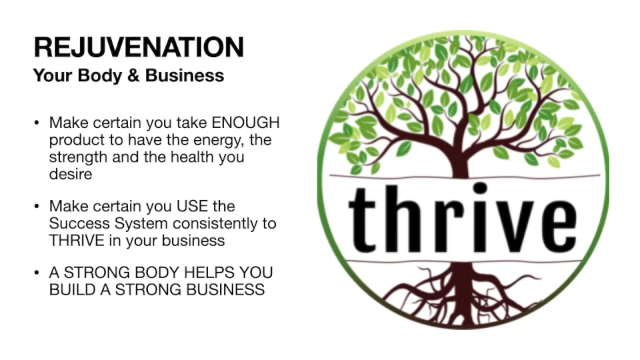 REJUVENATION
Your Body & Business
• Make certain you take ENOUGH
product to have the energy, the
strength and the health you
desire
• Make certain you USE the
Success System consistently to
THRIVE in your business
• A STRONG BODY HELPS YOU
BUILD A STRONG BUSINESS
thrive